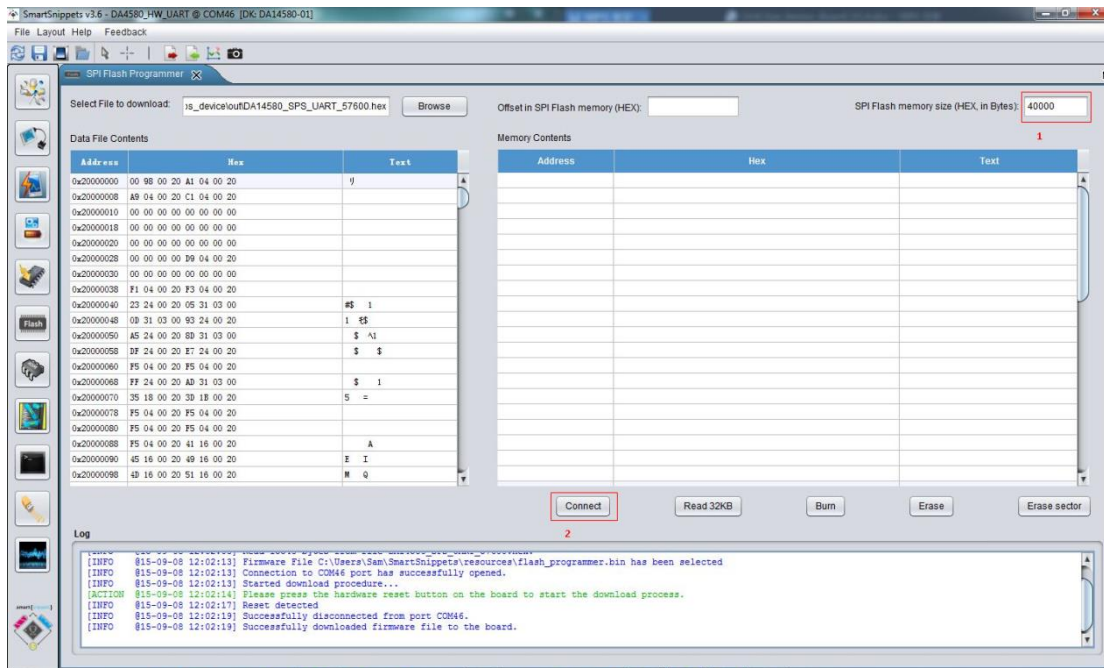 SmartSnippets v3.6 - DA4580_HW_UART @ COM46 [DK: DA14580-01]
File Layout Help Feedback
SPI Flash Programmer
Select File to download: os_device\out\DA14580_SPS_UART_57600.hex Browse Offset in SPI Flash memory (HEX): SPI Flash memory size (HEX, in Bytes): 40000
1
Data File Contents Memory Contents
Address Hex Text Address Hex Text
0x20000000 00 98 00 20 A1 04 00 20
0x20000008 A9 04 00 20 C1 04 00 20
0x20000010 00 00 00 00 00 00 00 00
0x20000018 00 00 00 00 00 00 00 00
0x20000020 00 00 00 00 00 00 00 00
0x20000028 00 00 00 00 D9 04 00 20
0x20000030 00 00 00 00 00 00 00 00
0x20000038 F1 04 00 20 F3 04 00 20
0x20000040 23 24 00 20 05 31 03 00 #$ 1
0x20000048 0D 31 03 00 93 24 00 20 1
0x20000050 A5 24 00 20 8D 31 03 00 $ ^1
0x20000058 DF 24 00 20 E7 24 00 20 $ $
0x20000060 F5 04 00 20 F5 04 00 20
0x20000068 FF 24 00 20 AD 31 03 00 $ 1
0x20000070 35 18 00 20 3D 1B 00 20 5 =
0x20000078 F5 04 00 20 F5 04 00 20
0x20000080 F5 04 00 20 F5 04 00 20
0x20000088 F5 04 00 20 41 16 00 20 A
0x20000090 45 16 00 20 49 16 00 20 E I
0x20000098 4D 16 00 20 51 16 00 20 M Q
Flash
Connect Read 32KB Burn Erase Erase sector
2
Log
[INFO @15-09-08 12:02:13] Firmware File C:\Users\Sam\SmartSnippets\resources\flash_programmer.bin has been selected
[INFO @15-09-08 12:02:13] Connection to COM46 port has successfully opened.
[INFO @15-09-08 12:02:13] Started download procedure...
[ACTION @15-09-08 12:02:14] Please press the hardware reset button on the board to start the download process.
[INFO @15-09-08 12:02:17] Reset detected
[INFO @15-09-08 12:02:19] Successfully disconnected from port COM46.
[INFO @15-09-08 12:02:19] Successfully downloaded firmware file to the board.